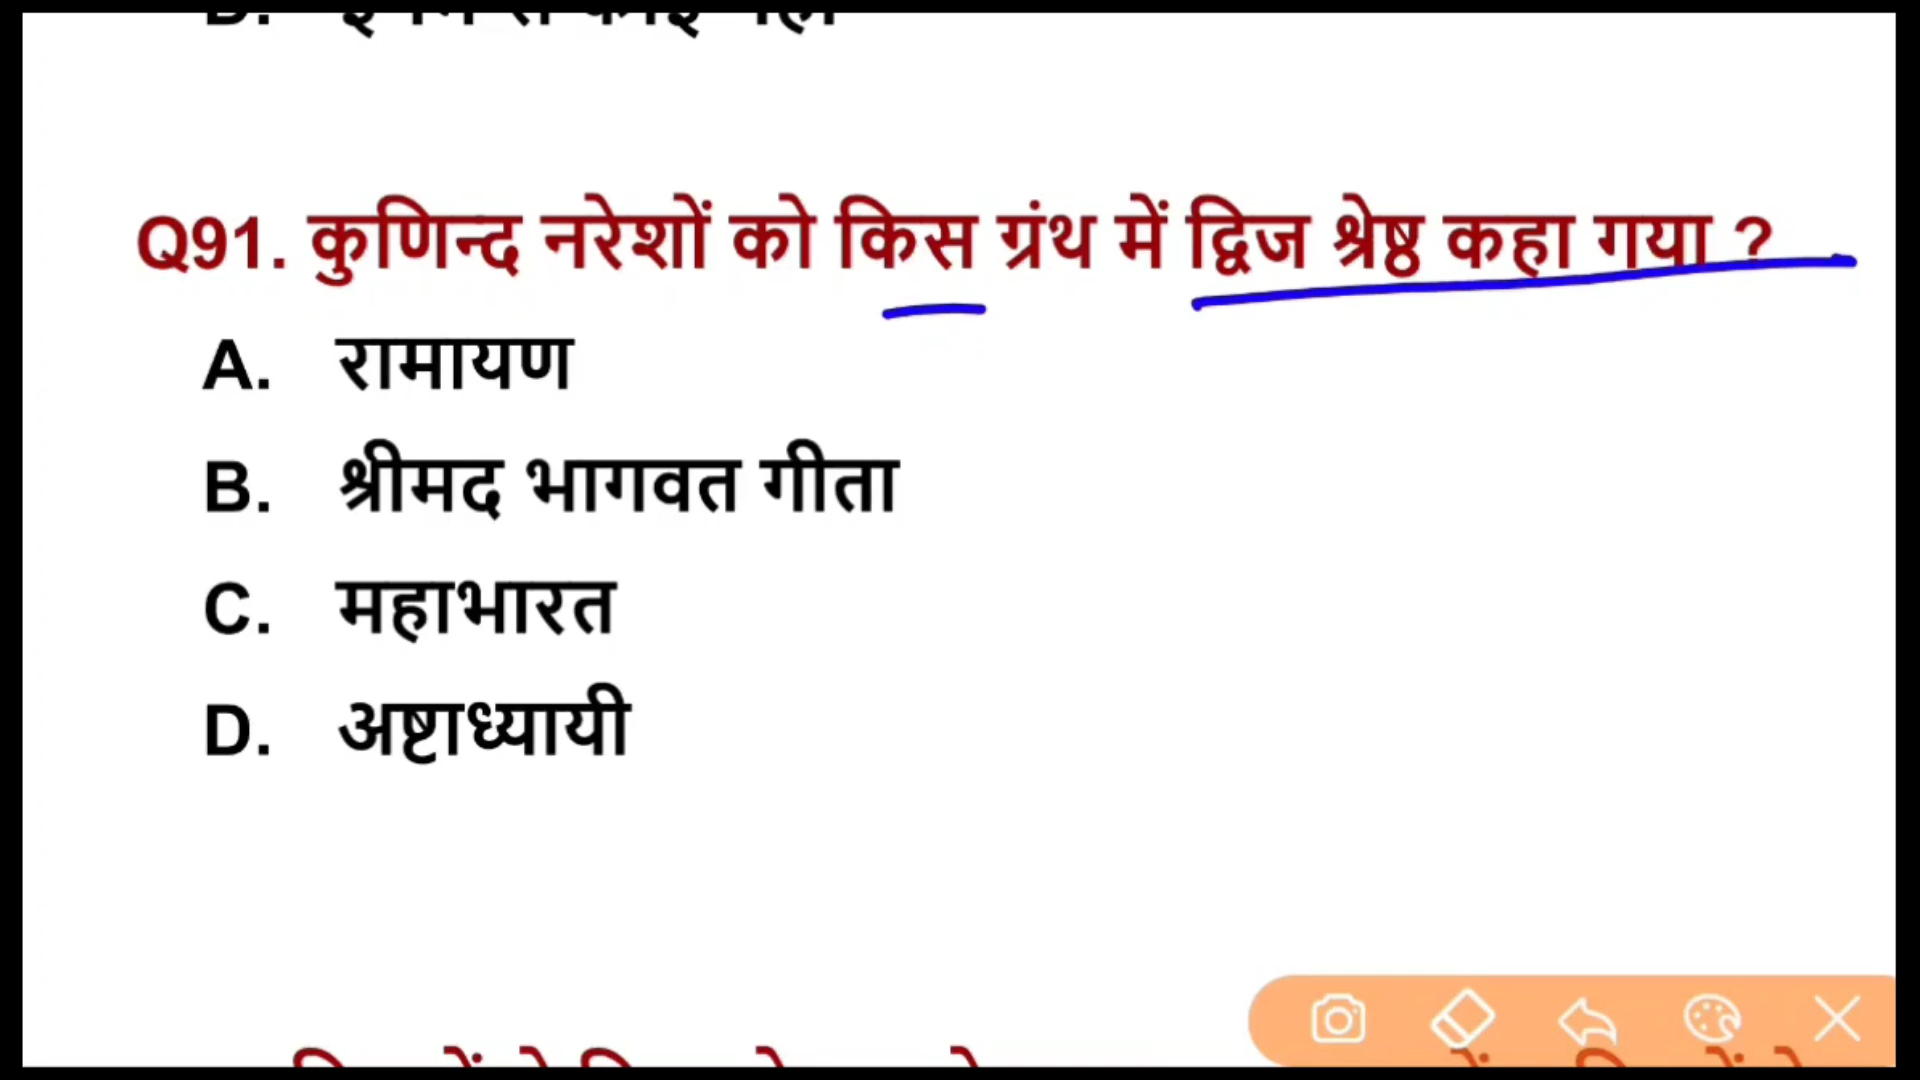 Q91. कुणिन्द नरेशों को किस ग्रंथ में द्विज श्रेष्ठ कहा गया ?
A. रामायण
B. श्रीमद भागवत गीता
C. महाभारत
D. अष्टाध्यायी